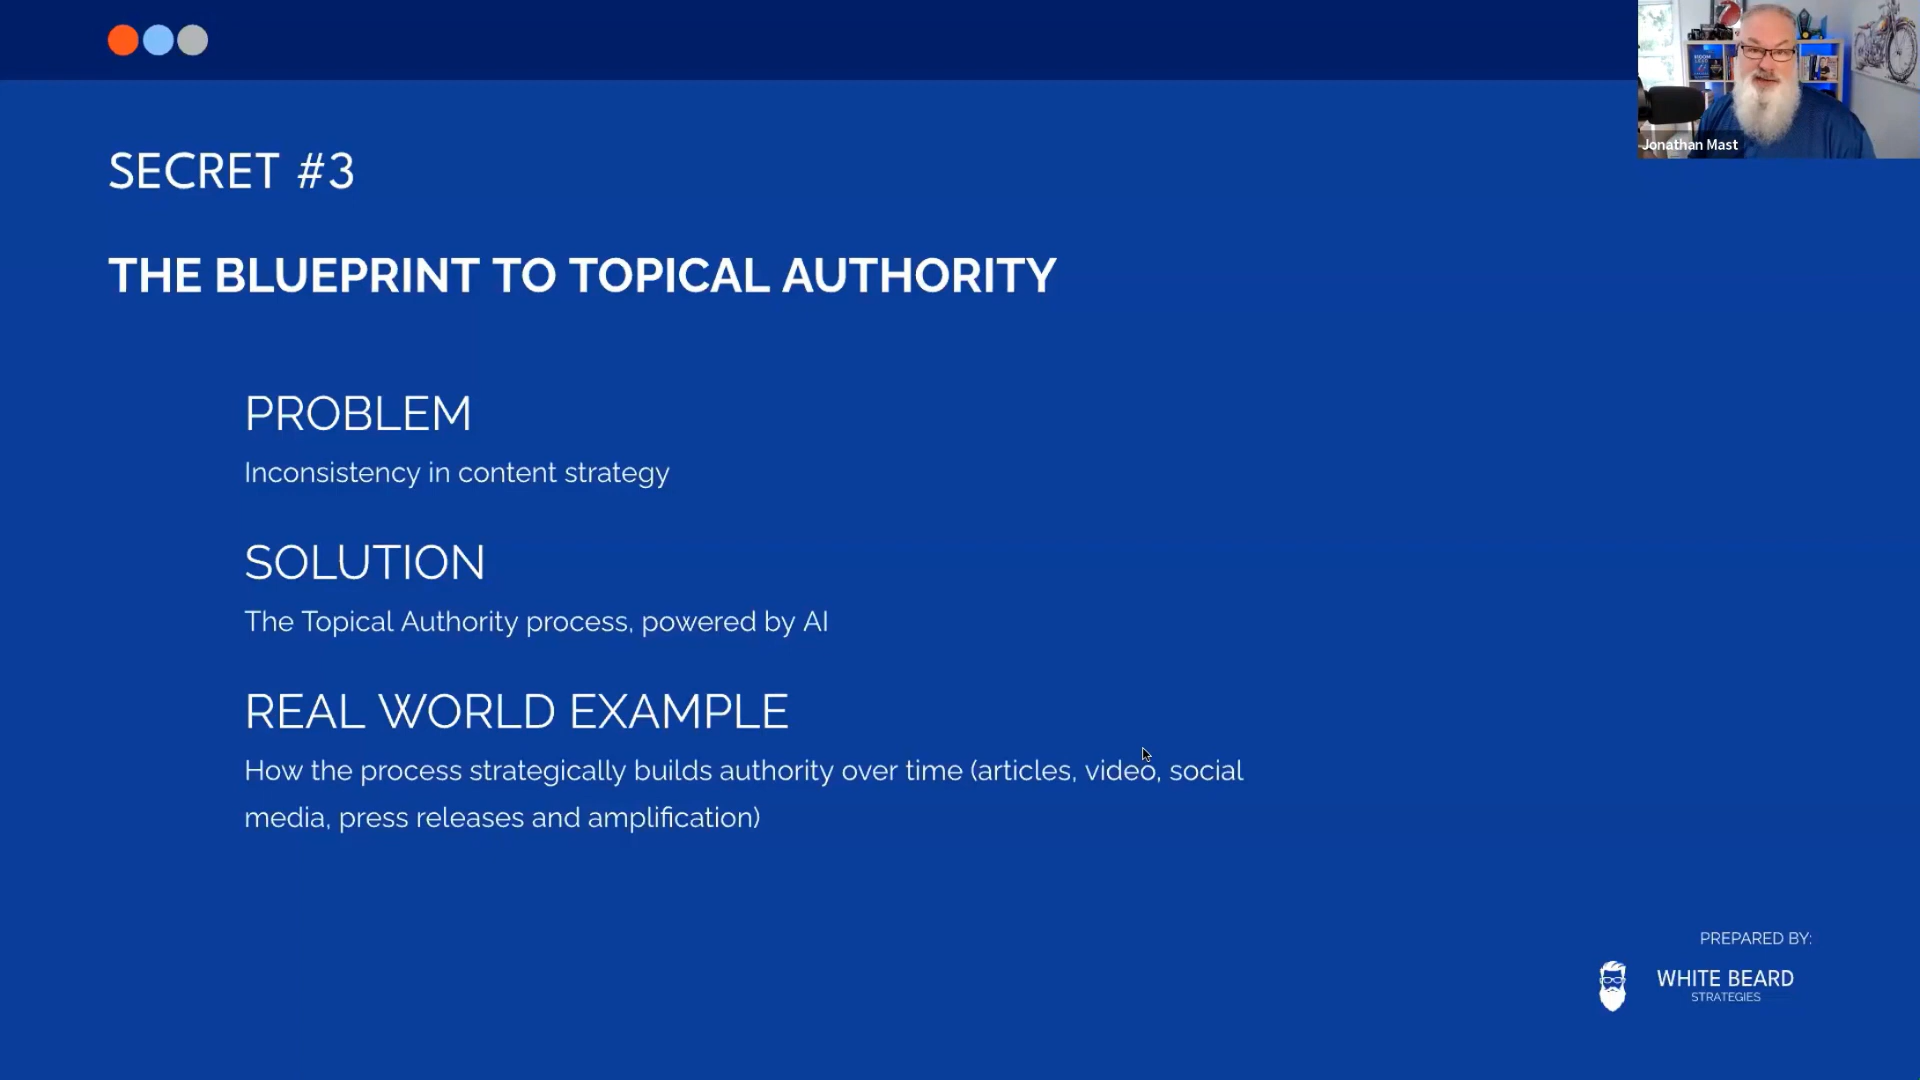 Jonathan Mast
SECRET #3
THE BLUEPRINT TO TOPICAL AUTHORITY
PROBLEM
Inconsistency in content strategy
SOLUTION
The Topical Authority process, powered by AI
REAL WORLD EXAMPLE
How the process strategically builds authority over time (articles, video, social
media, press releases and amplification)
PREPARED BY:
WHITE BEARD
STRATEGIES